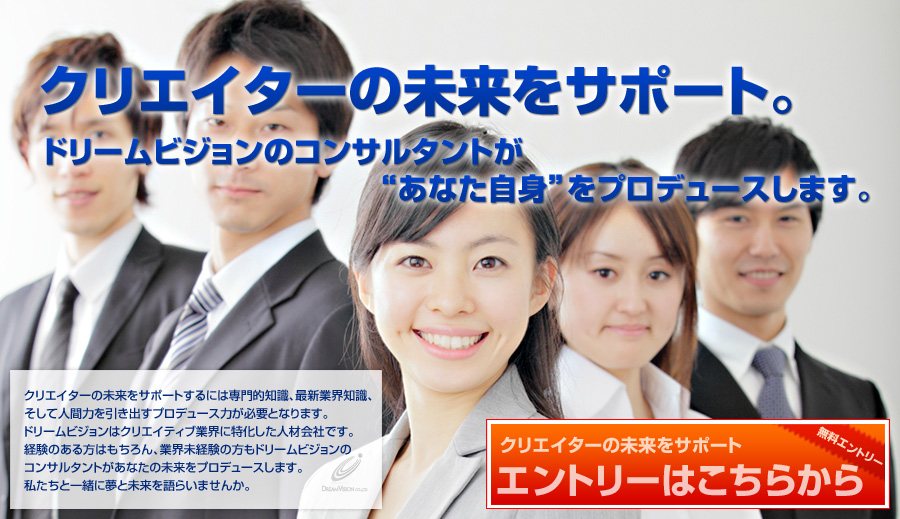 クリエイターの未来をサポート。
ドリームビジョンのコンサルタントが
“あなた自身”をプロデュースします。
クリエイターの未来をサポートするには専門的知識、最新業界知識、
そして人間力を引き出すプロデュース力が必要となります。
ドリームビジョンはクリエイティブ業界に特化した人材会社です。
経験のある方はもちろん、業界未経験の方もドリームビジョンの
コンサルタントがあなたの未来をプロデュースします。
私たちと一緒に夢と未来を語らいませんか。
DREAMVISION CO.,LTD.
クリエイターの未来をサポート
無料エントリー
エントリーはこちらから